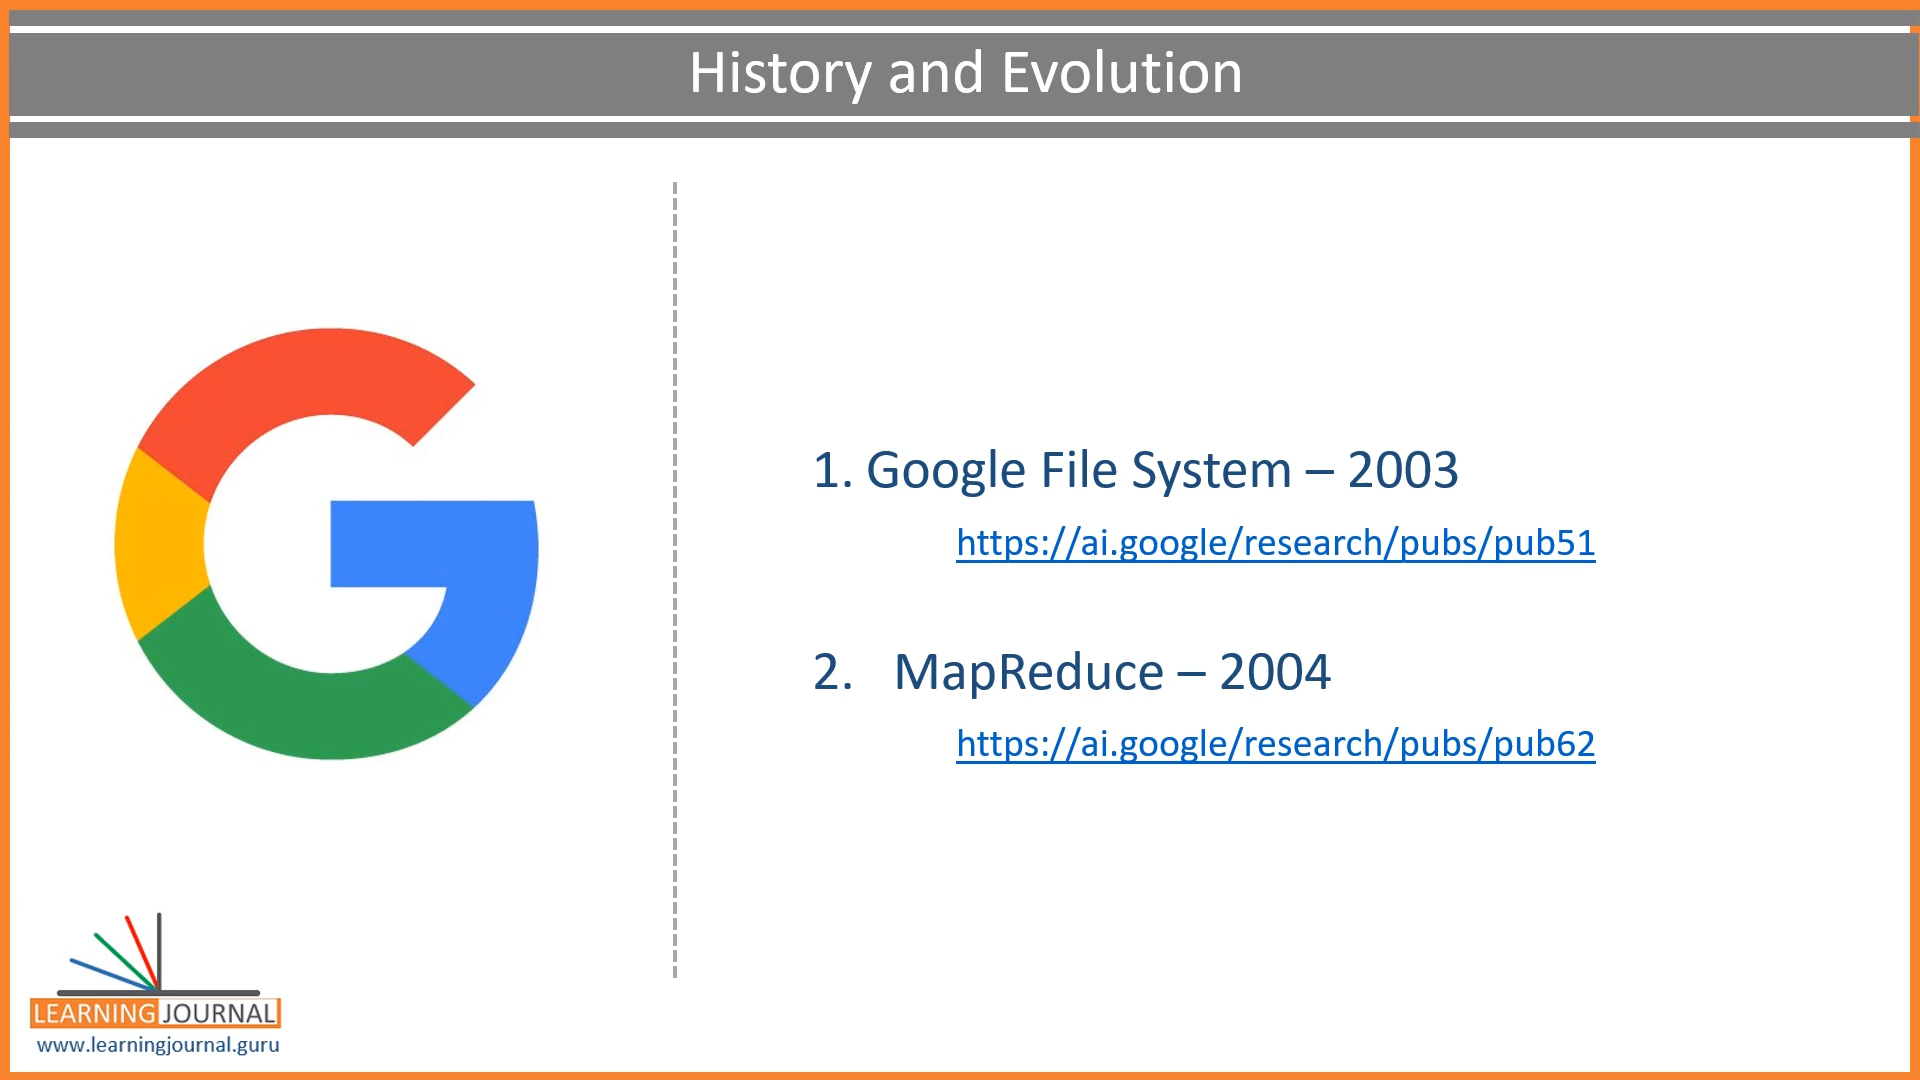 History and Evolution
1. Google File System – 2003
https://ai.google/research/pubs/pub51
2. MapReduce – 2004
https://ai.google/research/pubs/pub62
LEARNING JOURNAL
www.learningjournal.guru